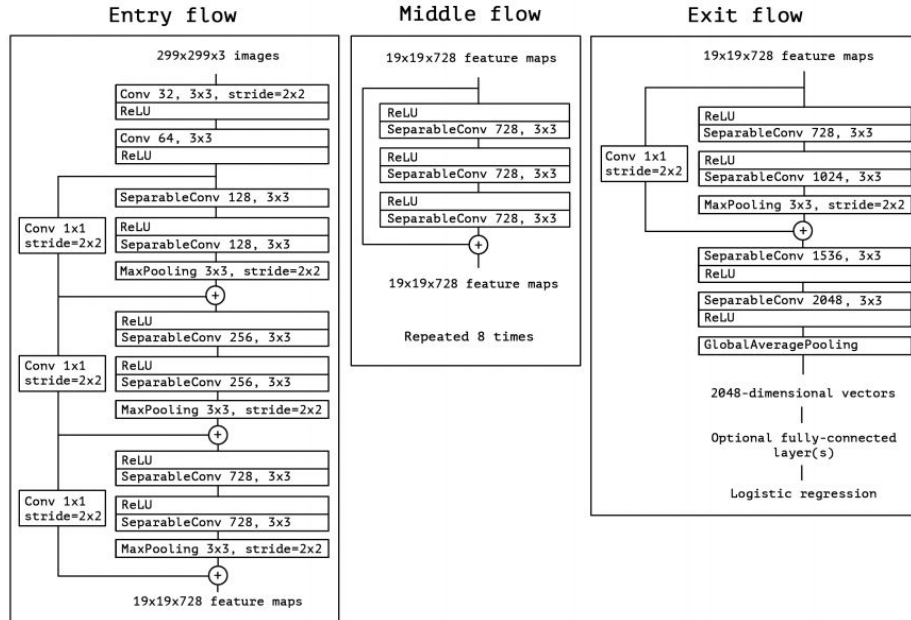 Entry flow
299x299x3 images
Conv 32, 3x3, stride=2x2
ReLU
Conv 64, 3x3
ReLU
SeparableConv 128, 3x3
Conv 1x1
stride=2x2
ReLU
SeparableConv 128, 3x3
MaxPooling 3x3, stride=2x2
+
ReLU
SeparableConv 256, 3x3
Conv 1x1
stride=2x2
ReLU
SeparableConv 256, 3x3
MaxPooling 3x3, stride=2x2
+
ReLU
SeparableConv 728, 3x3
Conv 1x1
stride=2x2
ReLU
SeparableConv 728, 3x3
MaxPooling 3x3, stride=2x2
+
19x19x728 feature maps
Middle flow
19x19x728 feature maps
ReLU
SeparableConv 728, 3x3
ReLU
SeparableConv 728, 3x3
ReLU
SeparableConv 728, 3x3
+
19x19x728 feature maps
Repeated 8 times
Exit flow
19x19x728 feature maps
ReLU
SeparableConv 728, 3x3
Conv 1x1
stride=2x2
ReLU
SeparableConv 1024, 3x3
MaxPooling 3x3, stride=2x2
+
SeparableConv 1536, 3x3
ReLU
SeparableConv 2048, 3x3
ReLU
GlobalAveragePooling
2048-dimensional vectors
Optional fully-connected
layer(s)
Logistic regression